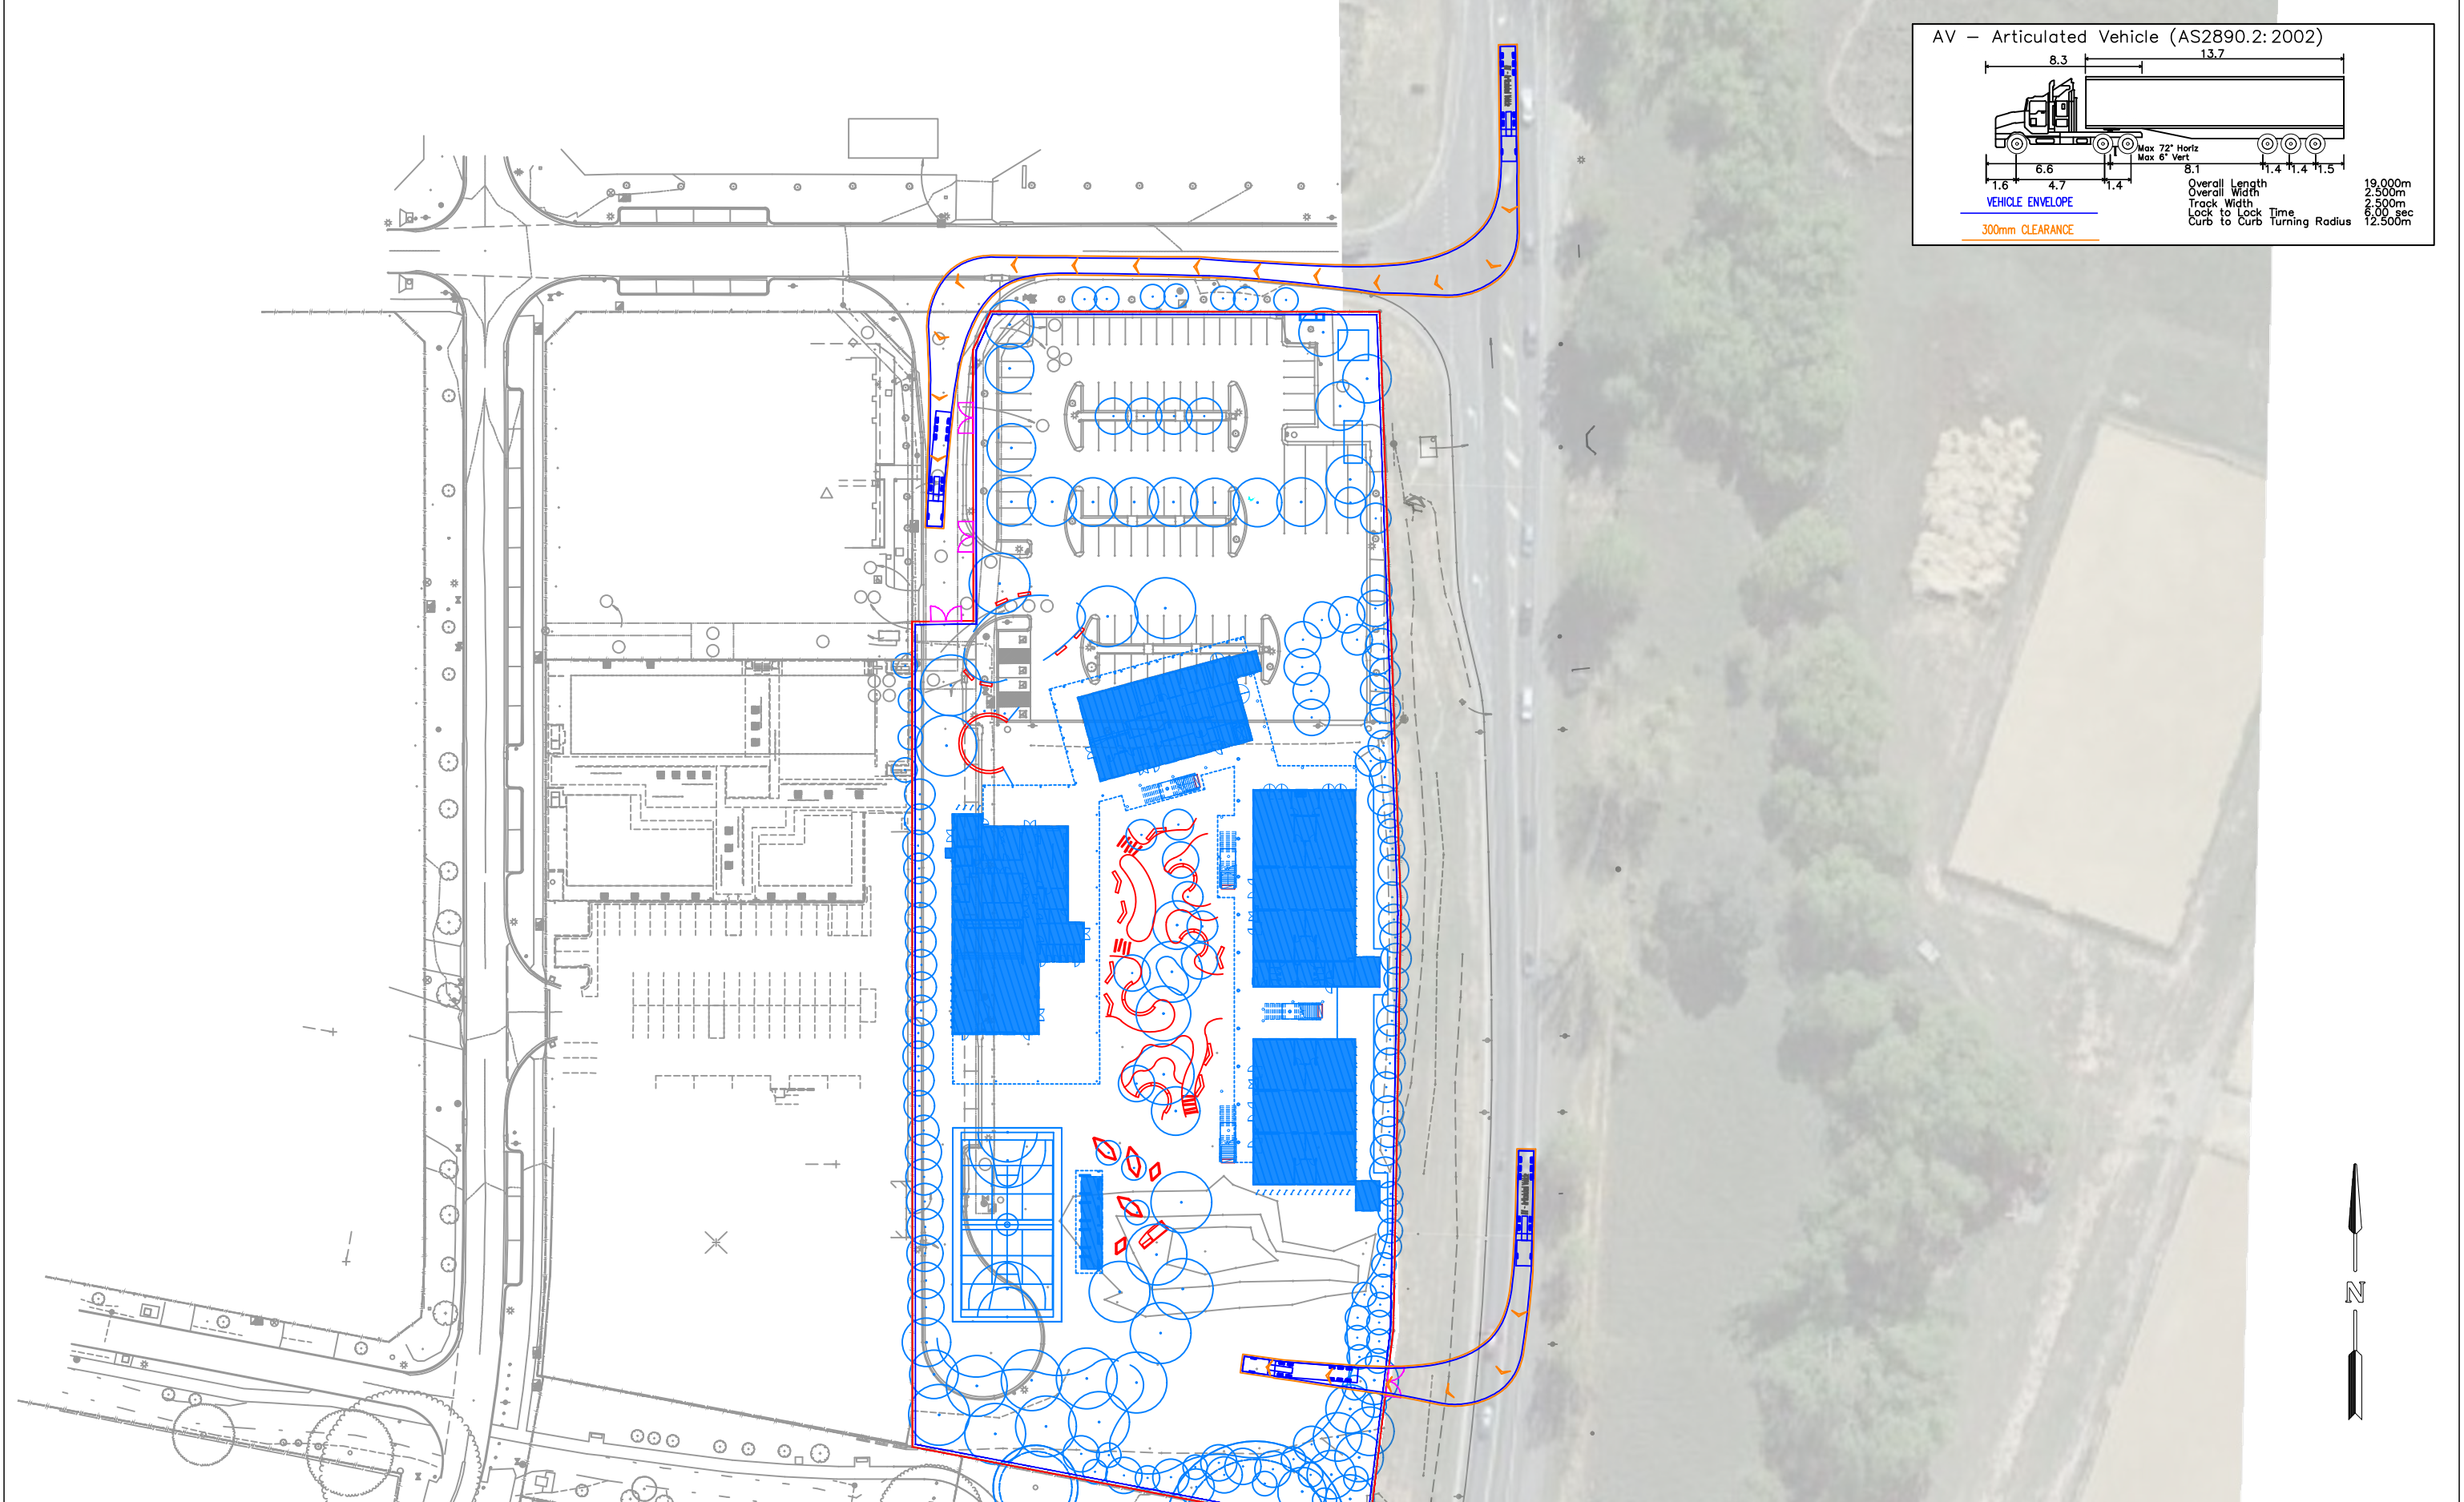 AV – Articulated Vehicle (AS2890.2:2002)
13.7
8.3
Max 72° Horiz
Max 6° Vert
6.6
8.1
1.4
1.4
1.5
1.6
4.7
1.4
Overall Length 19.000m
Overall Width 2.500m
Track Width 2.500m
Lock to Lock Time 6.00 sec
Curb to Curb Turning Radius 12.500m
VEHICLE ENVELOPE
300mm CLEARANCE
N